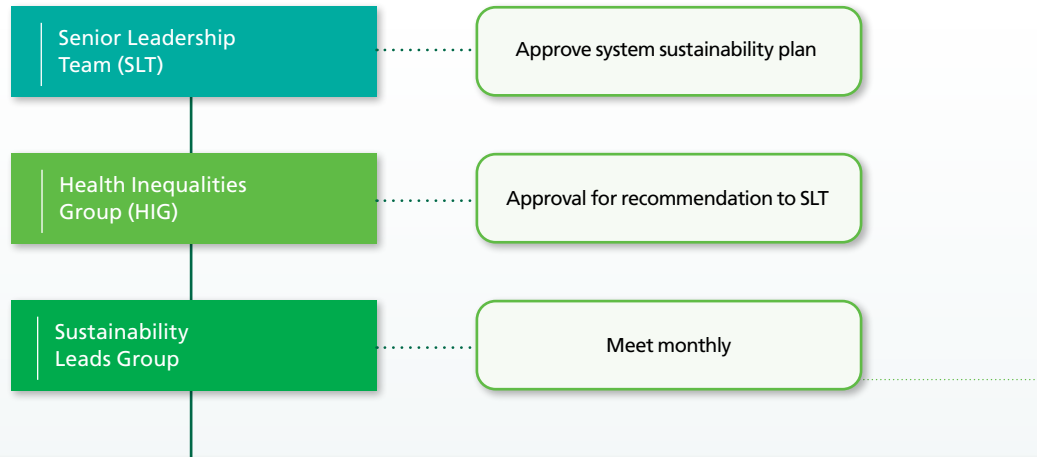 Senior Leadership
Team (SLT)
Approve system sustainability plan
Health Inequalities
Group (HIG)
Approval for recommendation to SLT
Sustainability
Leads Group
Meet monthly